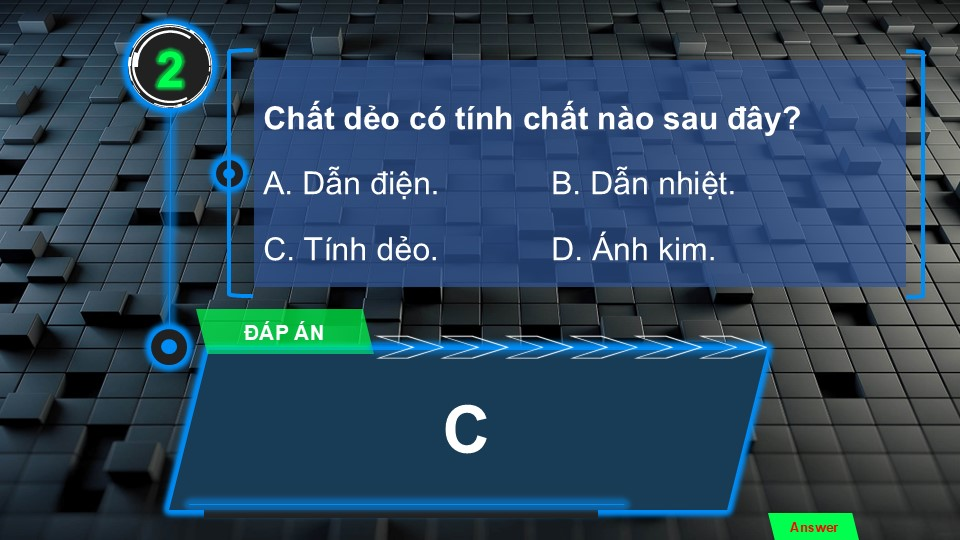 2
Chất dẻo có tính chất nào sau đây?
A. Dẫn điện. B. Dẫn nhiệt.
C. Tính dẻo. D. Ánh kim.
ĐÁP ÁN
C
Answer